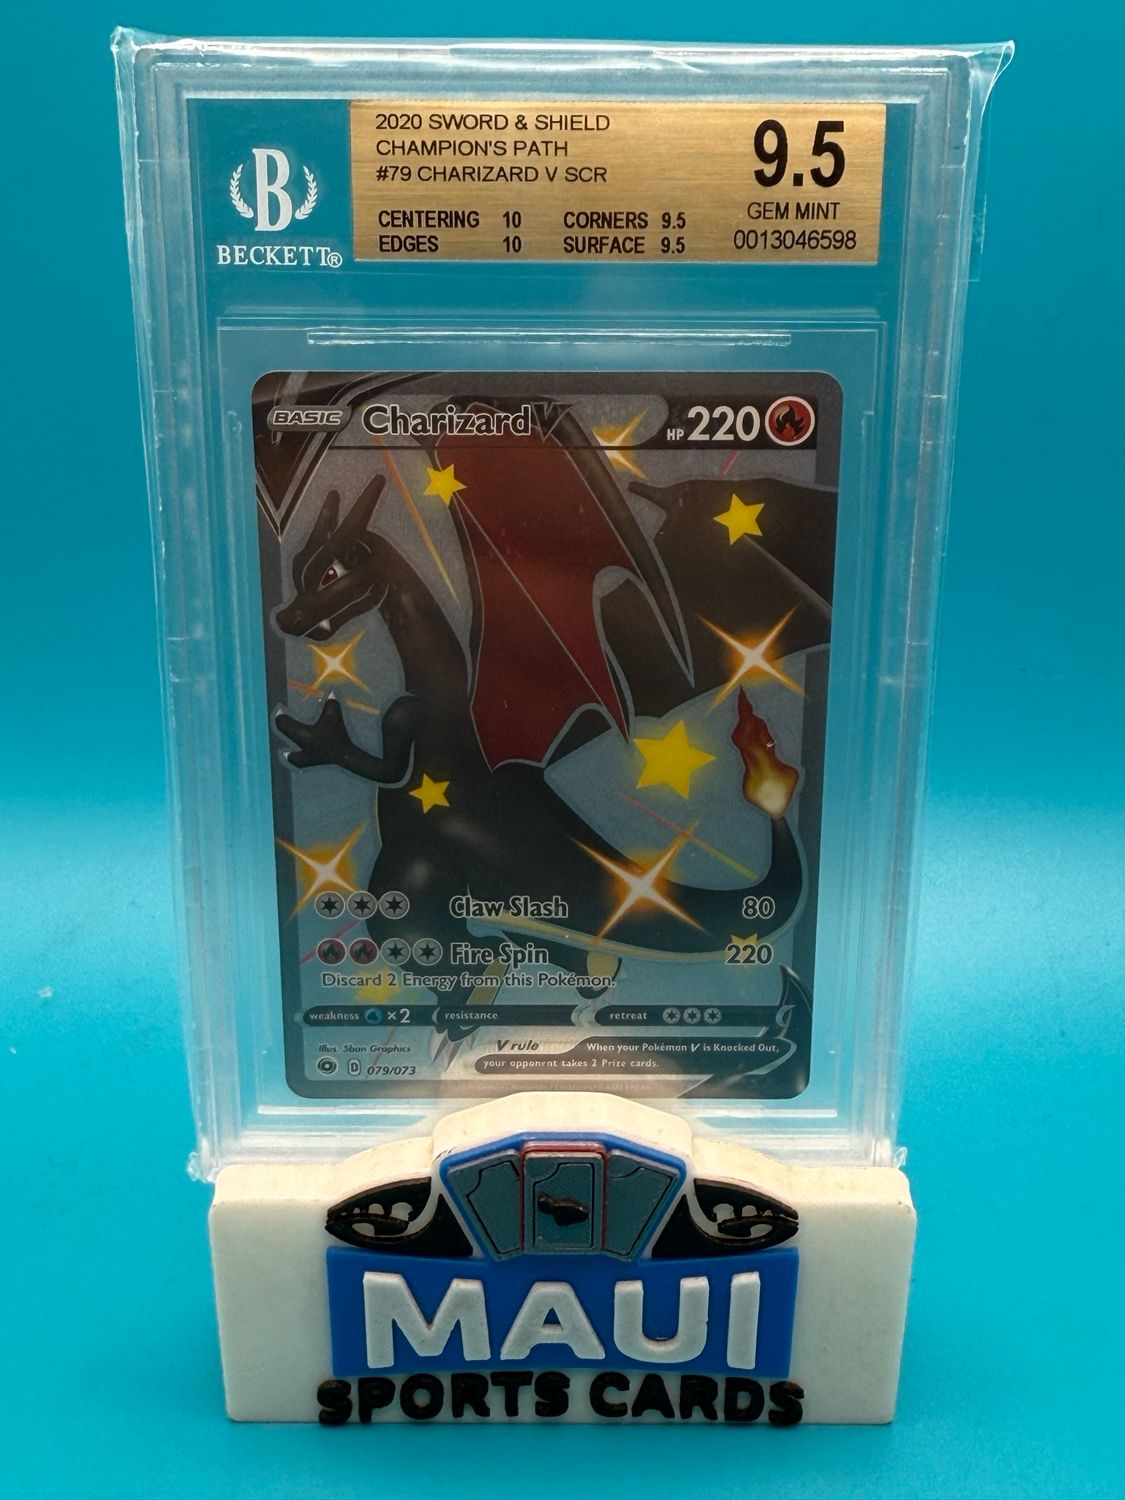 2020 SWORD & SHIELD
CHAMPION'S PATH
#79 CHARIZARD V SCR
9.5
CENTERING 10 CORNERS 9.5
EDGES 10 SURFACE 9.5
GEM MINT
0013046598
B
BECKETT®
BASIC Charizard V HP 220
Claw Slash 80
Fire Spin 220
Discard 2 Energy from this Pokémon.
weakness ×2 resistance retreat
Illus. 5ban Graphics
V rule When your Pokémon V is Knocked Out,
your opponent takes 2 Prize cards.
D 079/073
MAUI
SPORTS CARDS